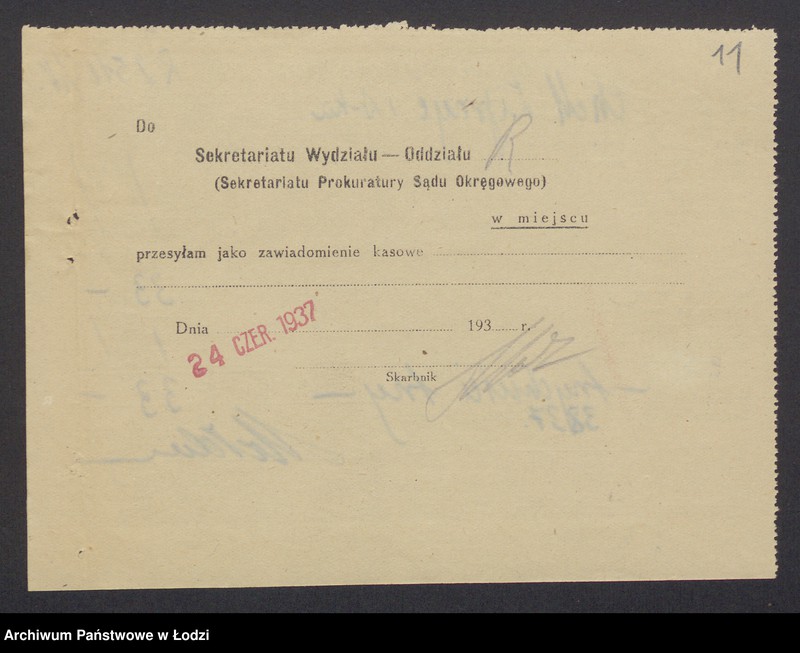 11
Do
Sekretariatu Wydziału — Oddziału R
(Sekretariatu Prokuratury Sądu Okręgowego)
w miejscu
przesyłam jako zawiadomienie kasowe
Dnia 193 r.
24 CZER. 1937
Skarbnik
Archiwum Państwowe w Łodzi